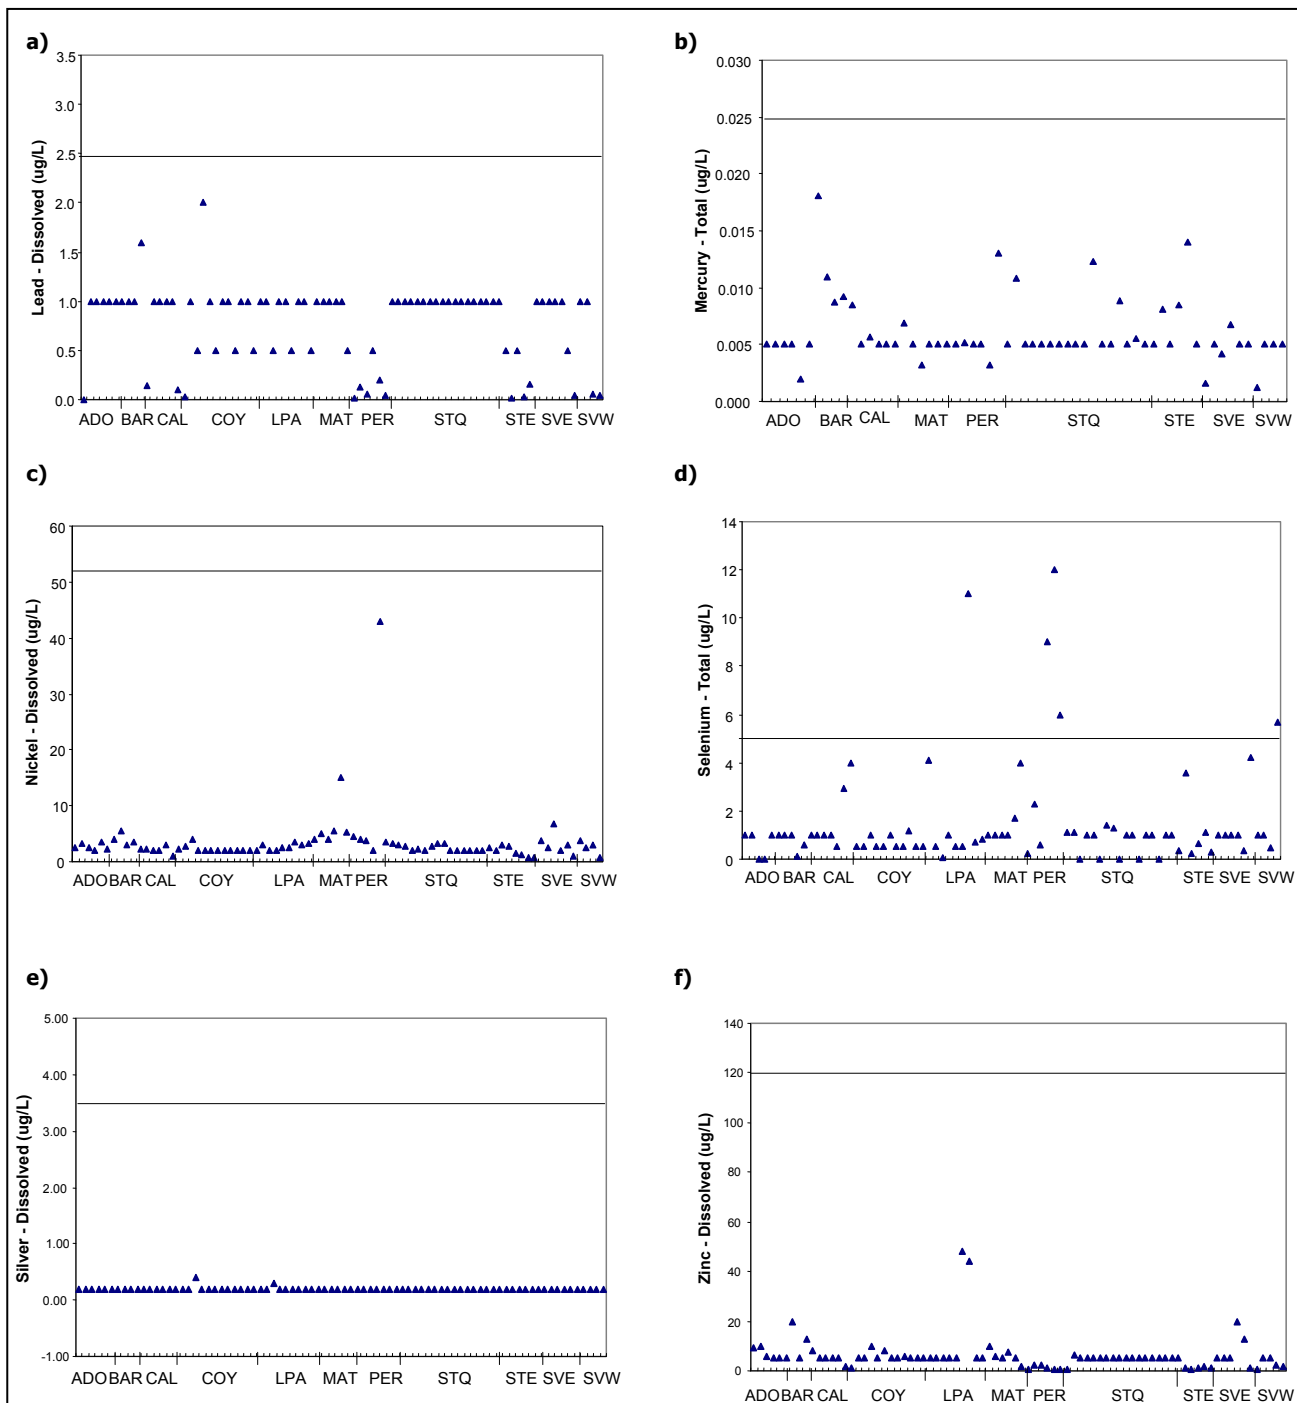 a)
Lead - Dissolved (ug/L)
3.5
3.0
2.5
2.0
1.5
1.0
0.5
0.0
ADO BAR CAL COY LPA MAT PER STQ STE SVE SVW
b)
Mercury - Total (ug/L)
0.030
0.025
0.020
0.015
0.010
0.005
0.000
ADO BAR CAL MAT PER STQ STE SVE SVW
c)
Nickel - Dissolved (ug/L)
60
50
40
30
20
10
0
ADO BAR CAL COY LPA MAT PER STQ STE SVE SVW
d)
Selenium - Total (ug/L)
14
12
10
8
6
4
2
0
ADO BAR CAL COY LPA MAT PER STQ STE SVE SVW
e)
Silver - Dissolved (ug/L)
5.00
4.00
3.00
2.00
1.00
0.00
-1.00
ADO BAR CAL COY LPA MAT PER STQ STE SVW
f)
Zinc - Dissolved (ug/L)
140
120
100
80
60
40
20
0
ADO BAR CAL COY LPA MAT PER STQ STE SVE SVW